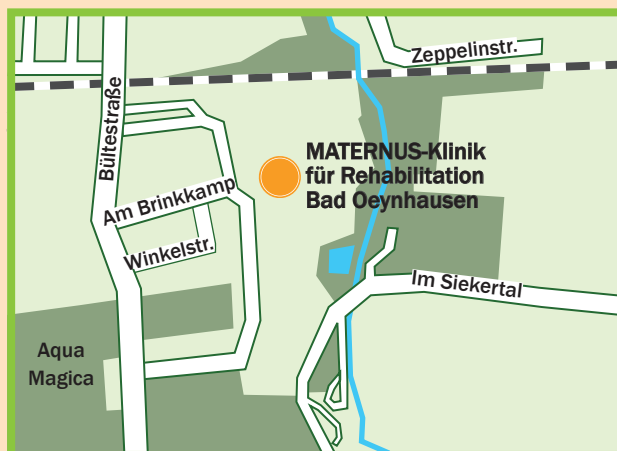 Zeppelinstr.
Bültestraße
MATERNUS-Klinik
für Rehabilitation
Bad Oeynhausen
Am Brinkkamp
Winkelstr.
Im Siekertal
Aqua
Magica